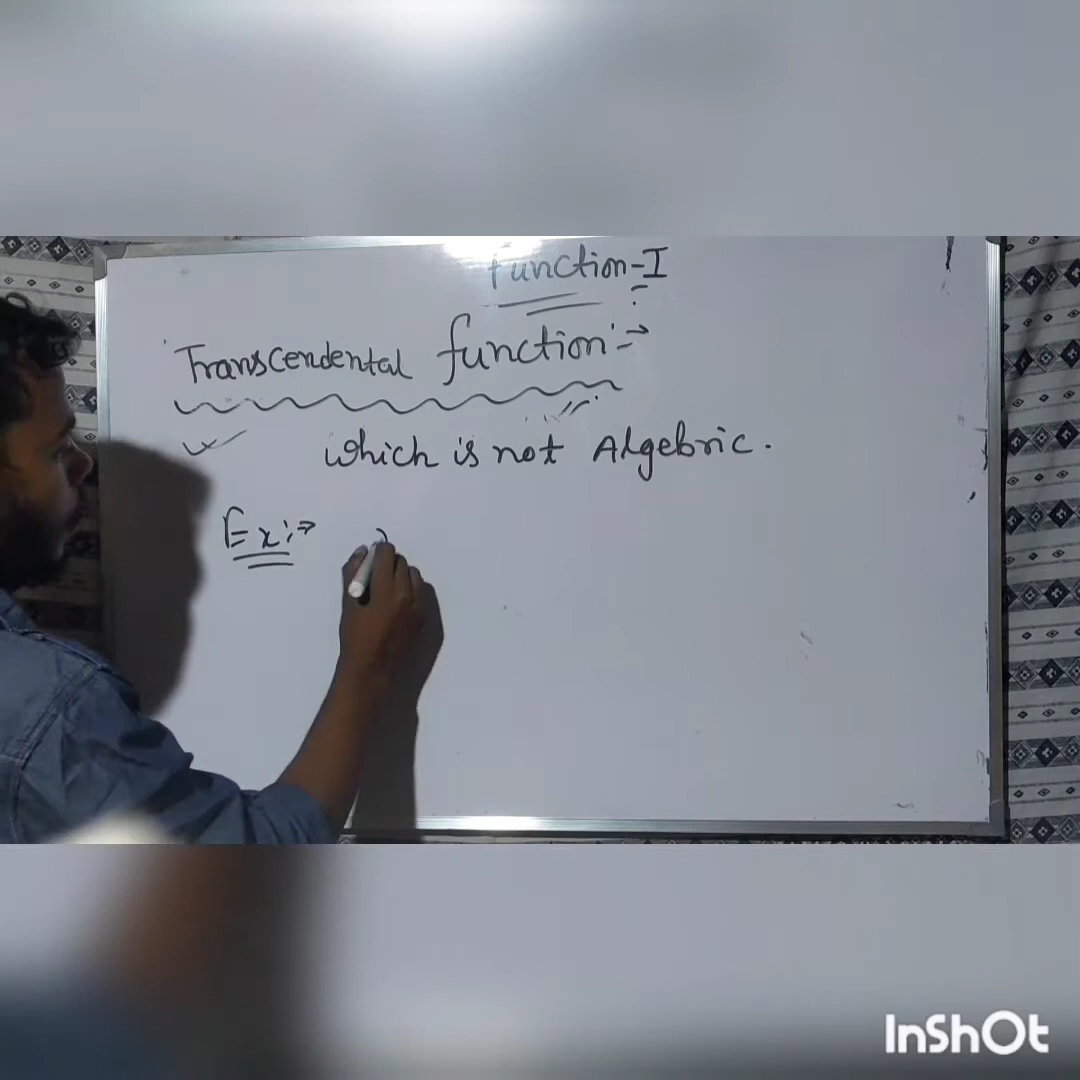 Function-I
Transcendental function:→
which is not Algebric.
Ex:→
InShOt